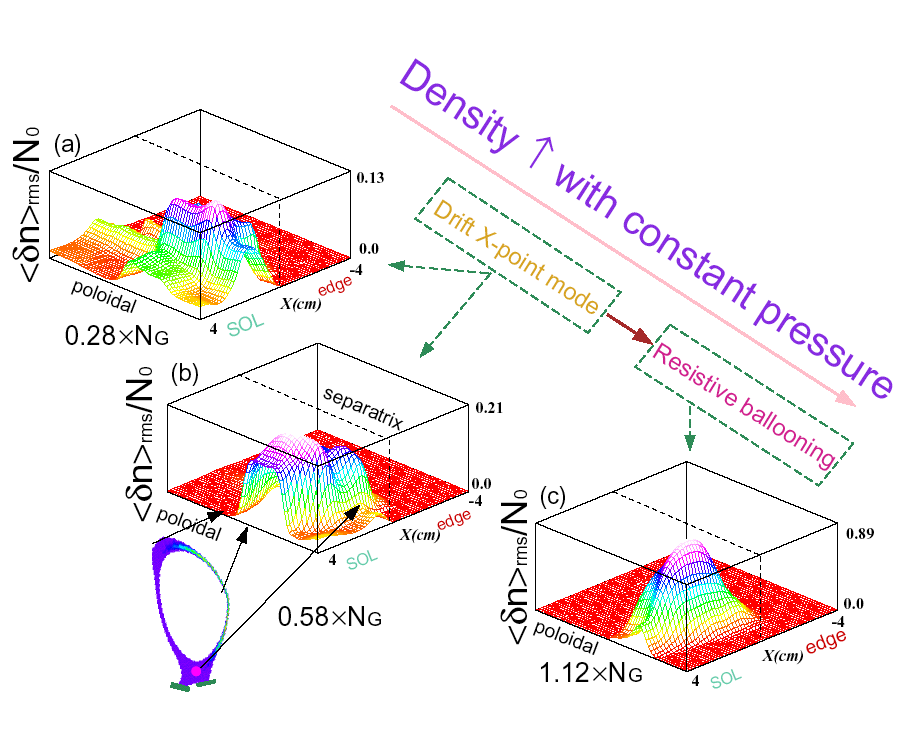 Density ↑ with constant pressure
(a)
<δn>rms/N0
0.13
0.0
-4
edge
X(cm)
poloidal
4
SOL
0.28×NG
Drift X-point mode
Resistive ballooning
(b)
<δn>rms/N0
separatrix
0.21
0.0
-4
edge
X(cm)
poloidal
4
SOL
0.58×NG
(c)
<δn>rms/N0
0.89
0.0
-4
edge
X(cm)
poloidal
4
SOL
1.12×NG